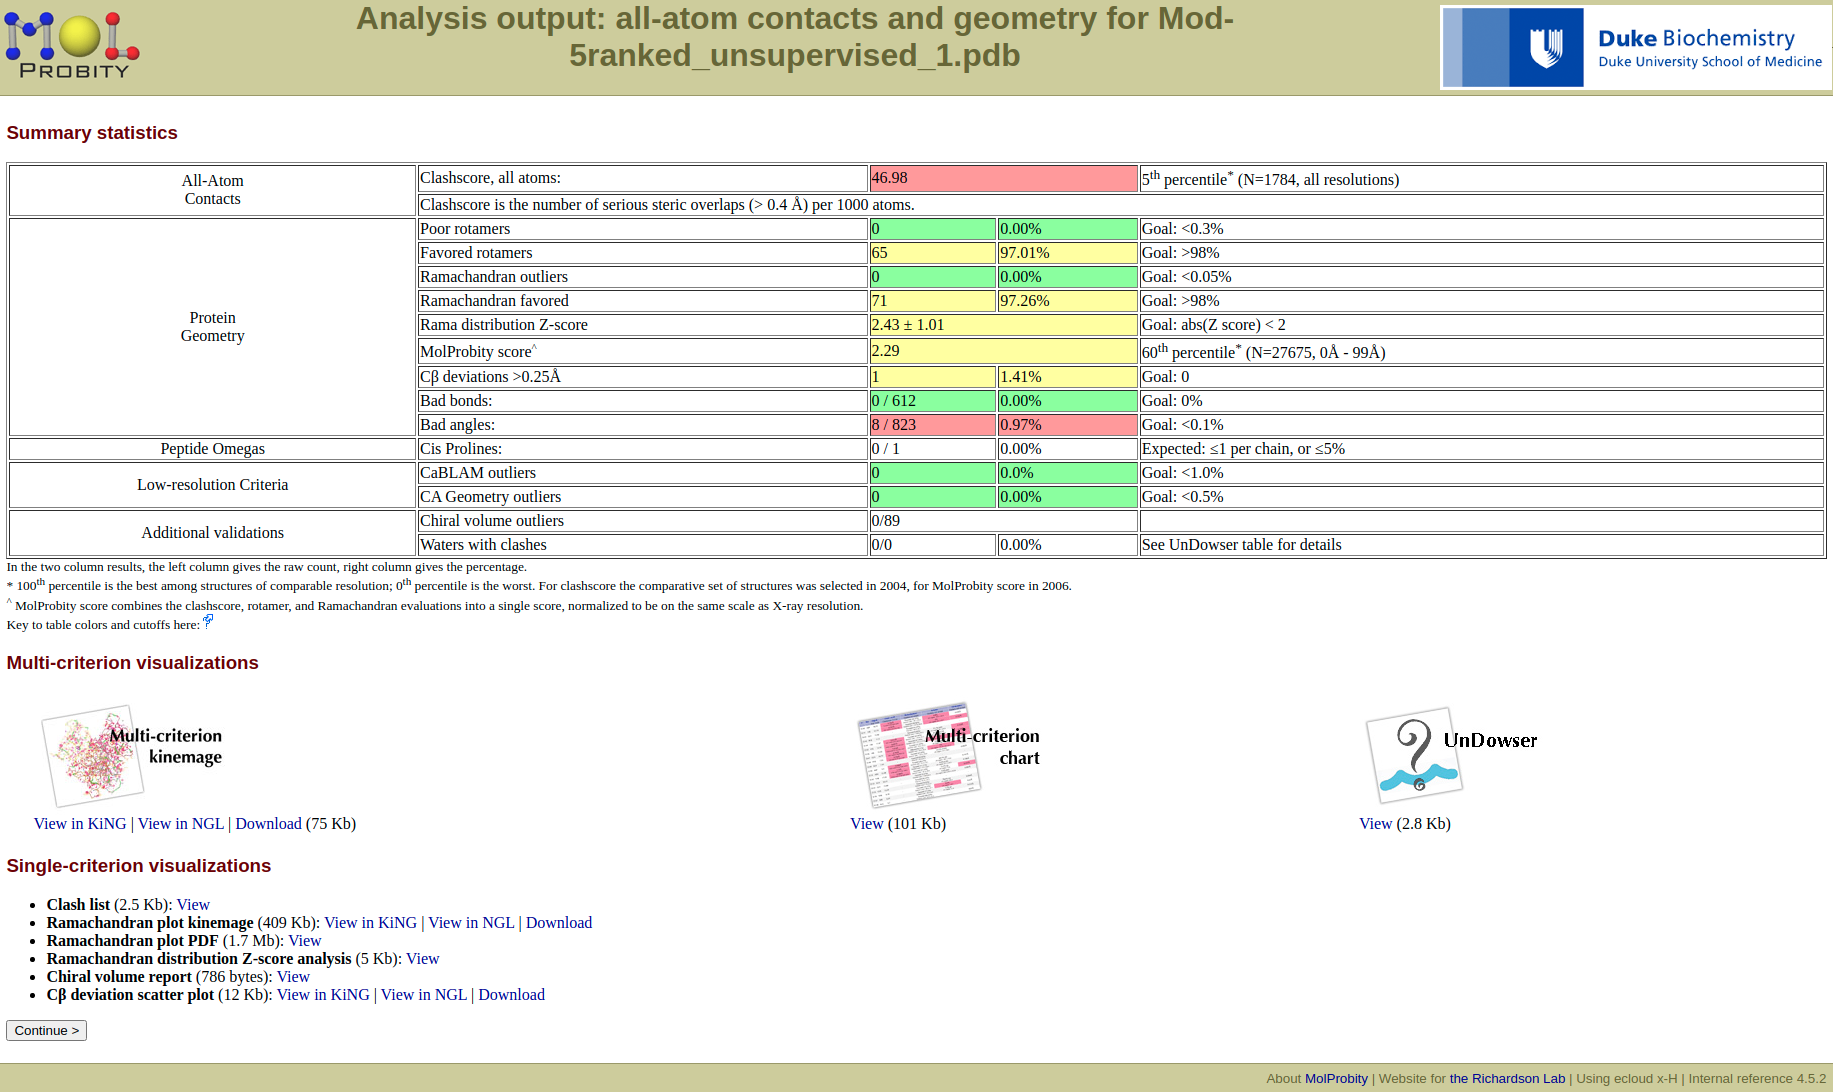 MOL
PROBITY
Analysis output: all-atom contacts and geometry for Mod-
5ranked_unsupervised_1.pdb
Duke Biochemistry
Duke University School of Medicine
Summary statistics
All-Atom
Contacts
Clashscore, all atoms: 46.98 5th percentile* (N=1784, all resolutions)
Clashscore is the number of serious steric overlaps (> 0.4 Å) per 1000 atoms.
Protein
Geometry
Poor rotamers 0 0.00% Goal: <0.3%
Favored rotamers 65 97.01% Goal: >98%
Ramachandran outliers 0 0.00% Goal: <0.05%
Ramachandran favored 71 97.26% Goal: >98%
Rama distribution Z-score 2.43 ± 1.01 Goal: abs(Z score) < 2
MolProbity score^ 2.29 60th percentile* (N=27675, 0Å - 99Å)
Cβ deviations >0.25Å 1 1.41% Goal: 0
Bad bonds: 0 / 612 0.00% Goal: 0%
Bad angles: 8 / 823 0.97% Goal: <0.1%
Peptide Omegas Cis Prolines: 0 / 1 0.00% Expected: ≤1 per chain, or ≤5%
Low-resolution Criteria
CaBLAM outliers 0 0.0% Goal: <1.0%
CA Geometry outliers 0 0.00% Goal: <0.5%
Additional validations
Chiral volume outliers 0/89
Waters with clashes 0/0 0.00% See UnDowser table for details
In the two column results, the left column gives the raw count, right column gives the percentage.
* 100th percentile is the best among structures of comparable resolution; 0th percentile is the worst. For clashscore the comparative set of structures was selected in 2004, for MolProbity score in 2006.
^ MolProbity score combines the clashscore, rotamer, and Ramachandran evaluations into a single score, normalized to be on the same scale as X-ray resolution.
Key to table colors and cutoffs here: ?
Multi-criterion visualizations
Multi-criterion
kinemage
Multi-criterion
chart
UnDowser
View in KiNG | View in NGL | Download (75 Kb)
View (101 Kb)
View (2.8 Kb)
Single-criterion visualizations
• Clash list (2.5 Kb): View
• Ramachandran plot kinemage (409 Kb): View in KiNG | View in NGL | Download
• Ramachandran plot PDF (1.7 Mb): View
• Ramachandran distribution Z-score analysis (5 Kb): View
• Chiral volume report (786 bytes): View
• Cβ deviation scatter plot (12 Kb): View in KiNG | View in NGL | Download
Continue >
About MolProbity | Website for the Richardson Lab | Using ecloud x-H | Internal reference 4.5.2